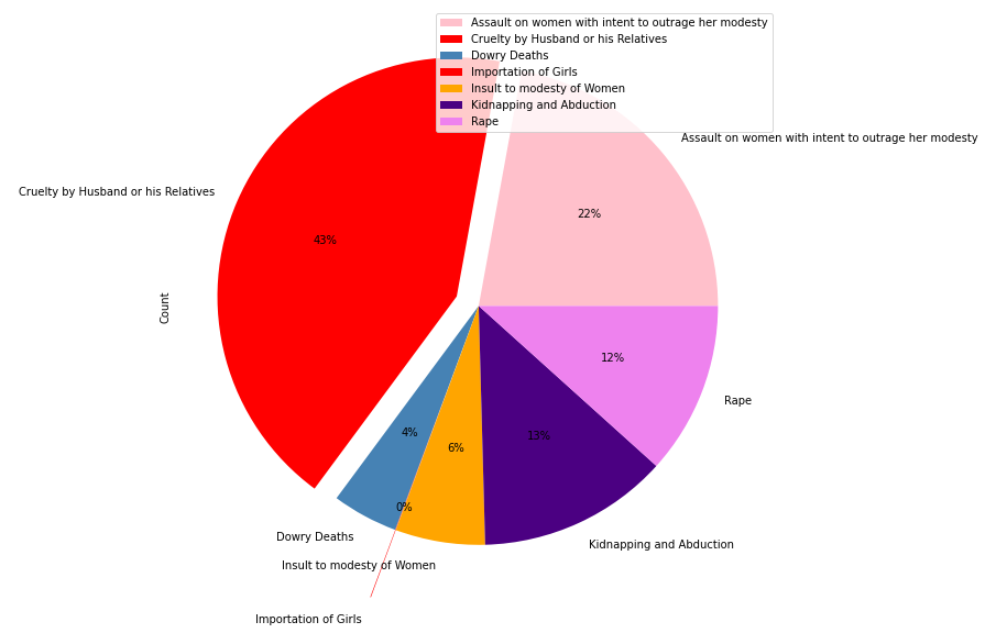 Assault on women with intent to outrage her modesty
Cruelty by Husband or his Relatives
Dowry Deaths
Importation of Girls
Insult to modesty of Women
Kidnapping and Abduction
Rape
Assault on women with intent to outrage her modesty
Cruelty by Husband or his Relatives
22%
43%
Count
12%
Rape
4%
13%
6%
0%
Dowry Deaths
Kidnapping and Abduction
Insult to modesty of Women
Importation of Girls